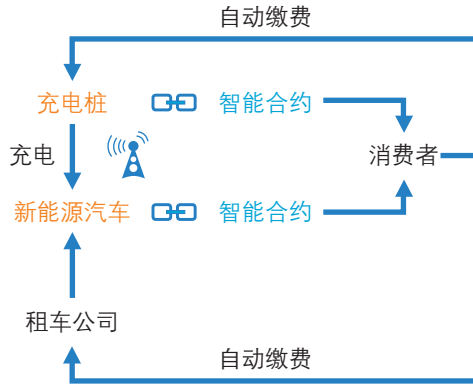 自动缴费
充电桩
智能合约
充电
消费者
新能源汽车
智能合约
租车公司
自动缴费